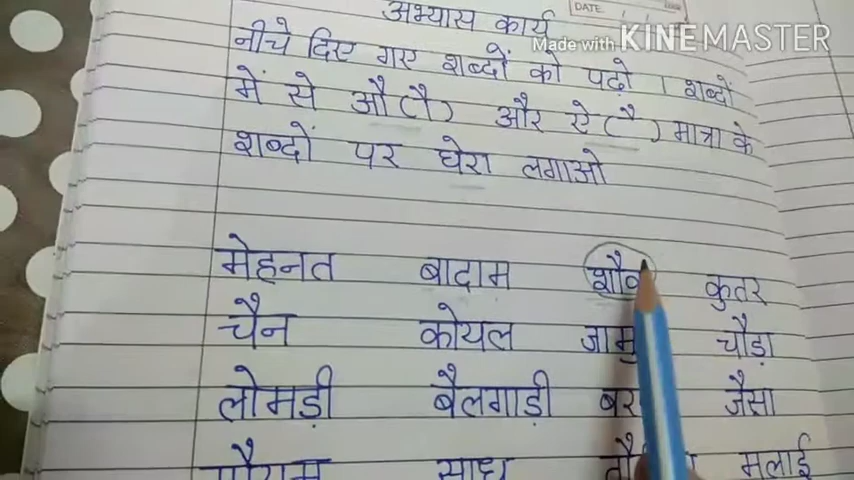 अभ्यास कार्य
DATE
Made with KINEMASTER
नीचे दिए गए शब्दों को पढ़ो । शब्दों
में से औ (ौ) और ऐ (ै) मात्रा के
शब्दों पर घेरा लगाओ
मेहनत बादाम कुतर
चैन कोयल चौड़ा
लोमड़ी बैलगाड़ी जैसा
मलाई